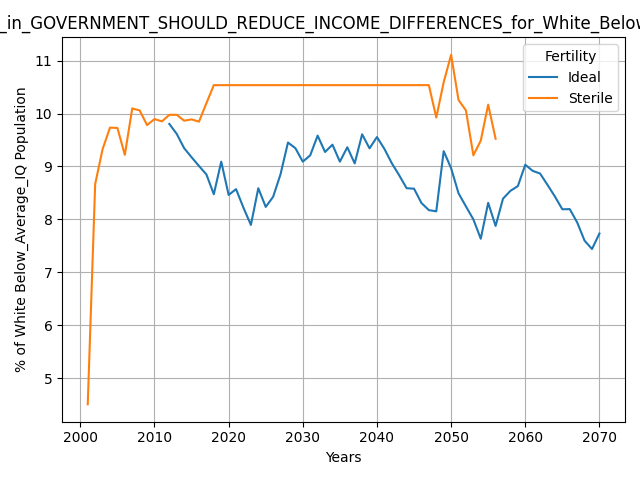 _in_GOVERNMENT_SHOULD_REDUCE_INCOME_DIFFERENCES_for_White_Below
Fertility
Ideal
Sterile
% of White Below_Average_IQ Population
11
10
9
8
7
6
5
2000 2010 2020 2030 2040 2050 2060 2070
Years